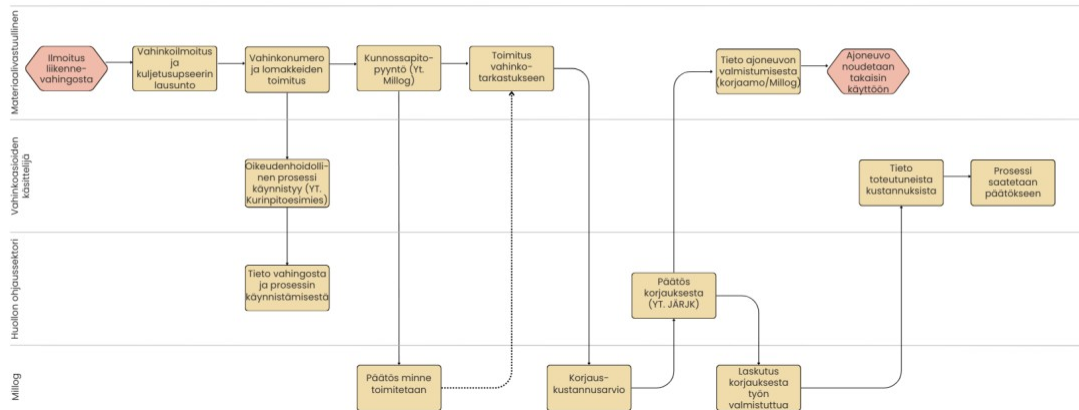 Materiaalivastuullinen
Ilmoitus
liikenne-
vahingosta
Vahinkoilmoitus
ja
kuljetusupseerin
lausunto
Vahinkonumero
ja lomakkeiden
toimitus
Kunnossapito-
pyyntö (Yt.
Millog)
Toimitus
vahinko-
tarkastukseen
Tieto ajoneuvon
valmistumisesta
(korjaamo/Millog)
Ajoneuvo
noudetaan
takaisin
käyttöön
Vahinkoasioiden
käsittelijä
Oikeudenhoidolli-
nen prosessi
käynnistyy (YT.
Kurinpitoesimies)
Tieto
toteutuneista
kustannuksista
Prosessi
saatetaan
päätökseen
Huollon ohjaussektori
Tieto vahingosta
ja prosessin
käynnistämisestä
Päätös
korjauksesta
(YT. JÄRJK)
Millog
Päätös minne
toimitetaan
Korjaus-
kustannusarvio
Laskutus
korjauksesta
työn
valmistuttua